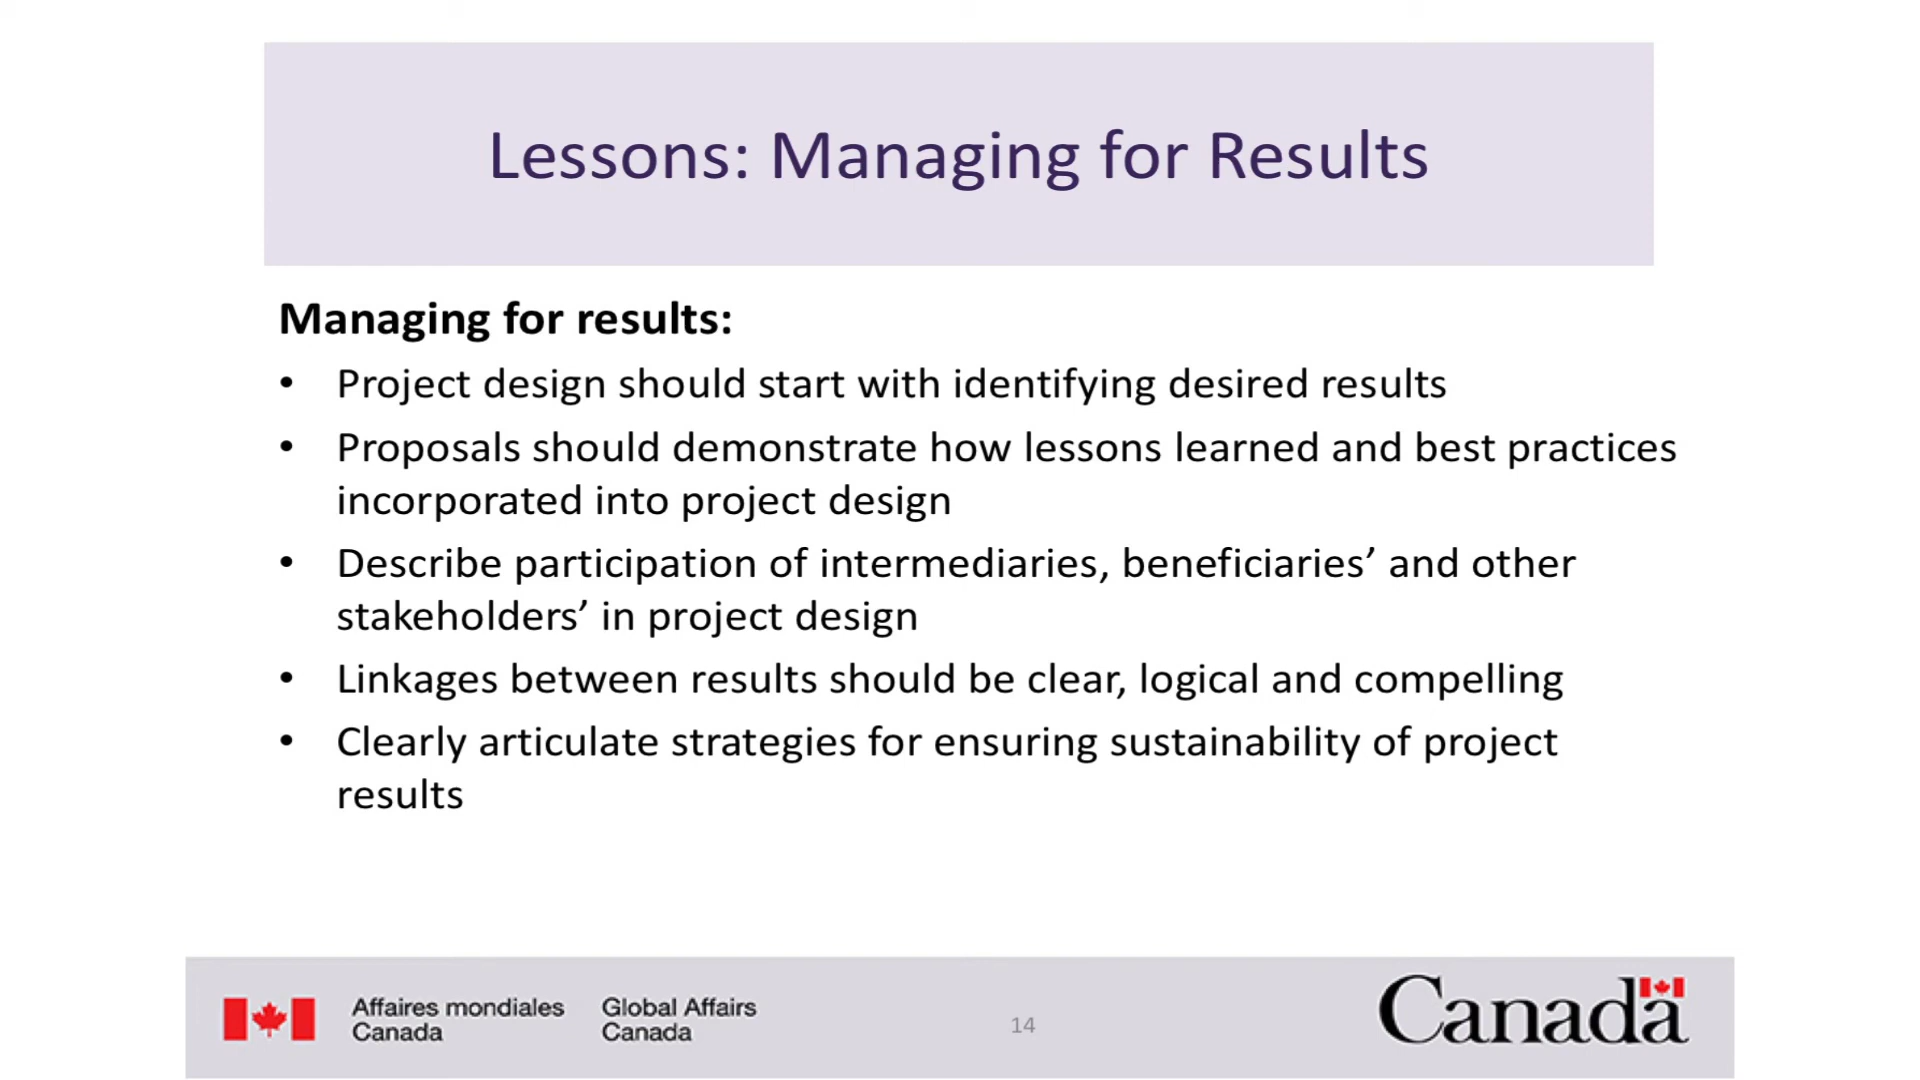 Lessons: Managing for Results
Managing for results:
• Project design should start with identifying desired results
• Proposals should demonstrate how lessons learned and best practices
incorporated into project design
• Describe participation of intermediaries, beneficiaries’ and other
stakeholders’ in project design
• Linkages between results should be clear, logical and compelling
• Clearly articulate strategies for ensuring sustainability of project
results
Affaires mondiales
Canada
Global Affairs
Canada
14
Canada